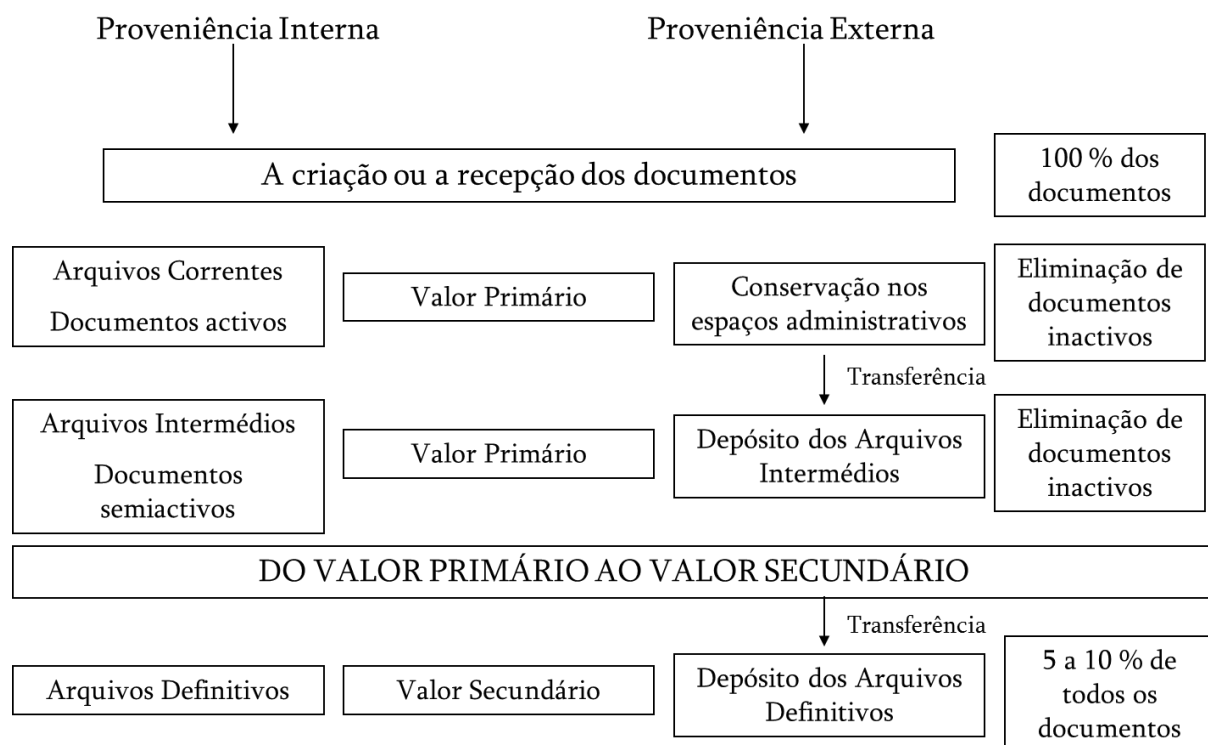 Proveniência Interna
Proveniência Externa
A criação ou a recepção dos documentos
100 % dos
documentos
Arquivos Correntes
Documentos activos
Valor Primário
Conservação nos
espaços administrativos
Eliminação de
documentos
inactivos
Transferência
Arquivos Intermédios
Documentos
semiactivos
Valor Primário
Depósito dos Arquivos
Intermédios
Eliminação de
documentos
inactivos
DO VALOR PRIMÁRIO AO VALOR SECUNDÁRIO
Transferência
Arquivos Definitivos
Valor Secundário
Depósito dos Arquivos
Definitivos
5 a 10 % de
todos os
documentos